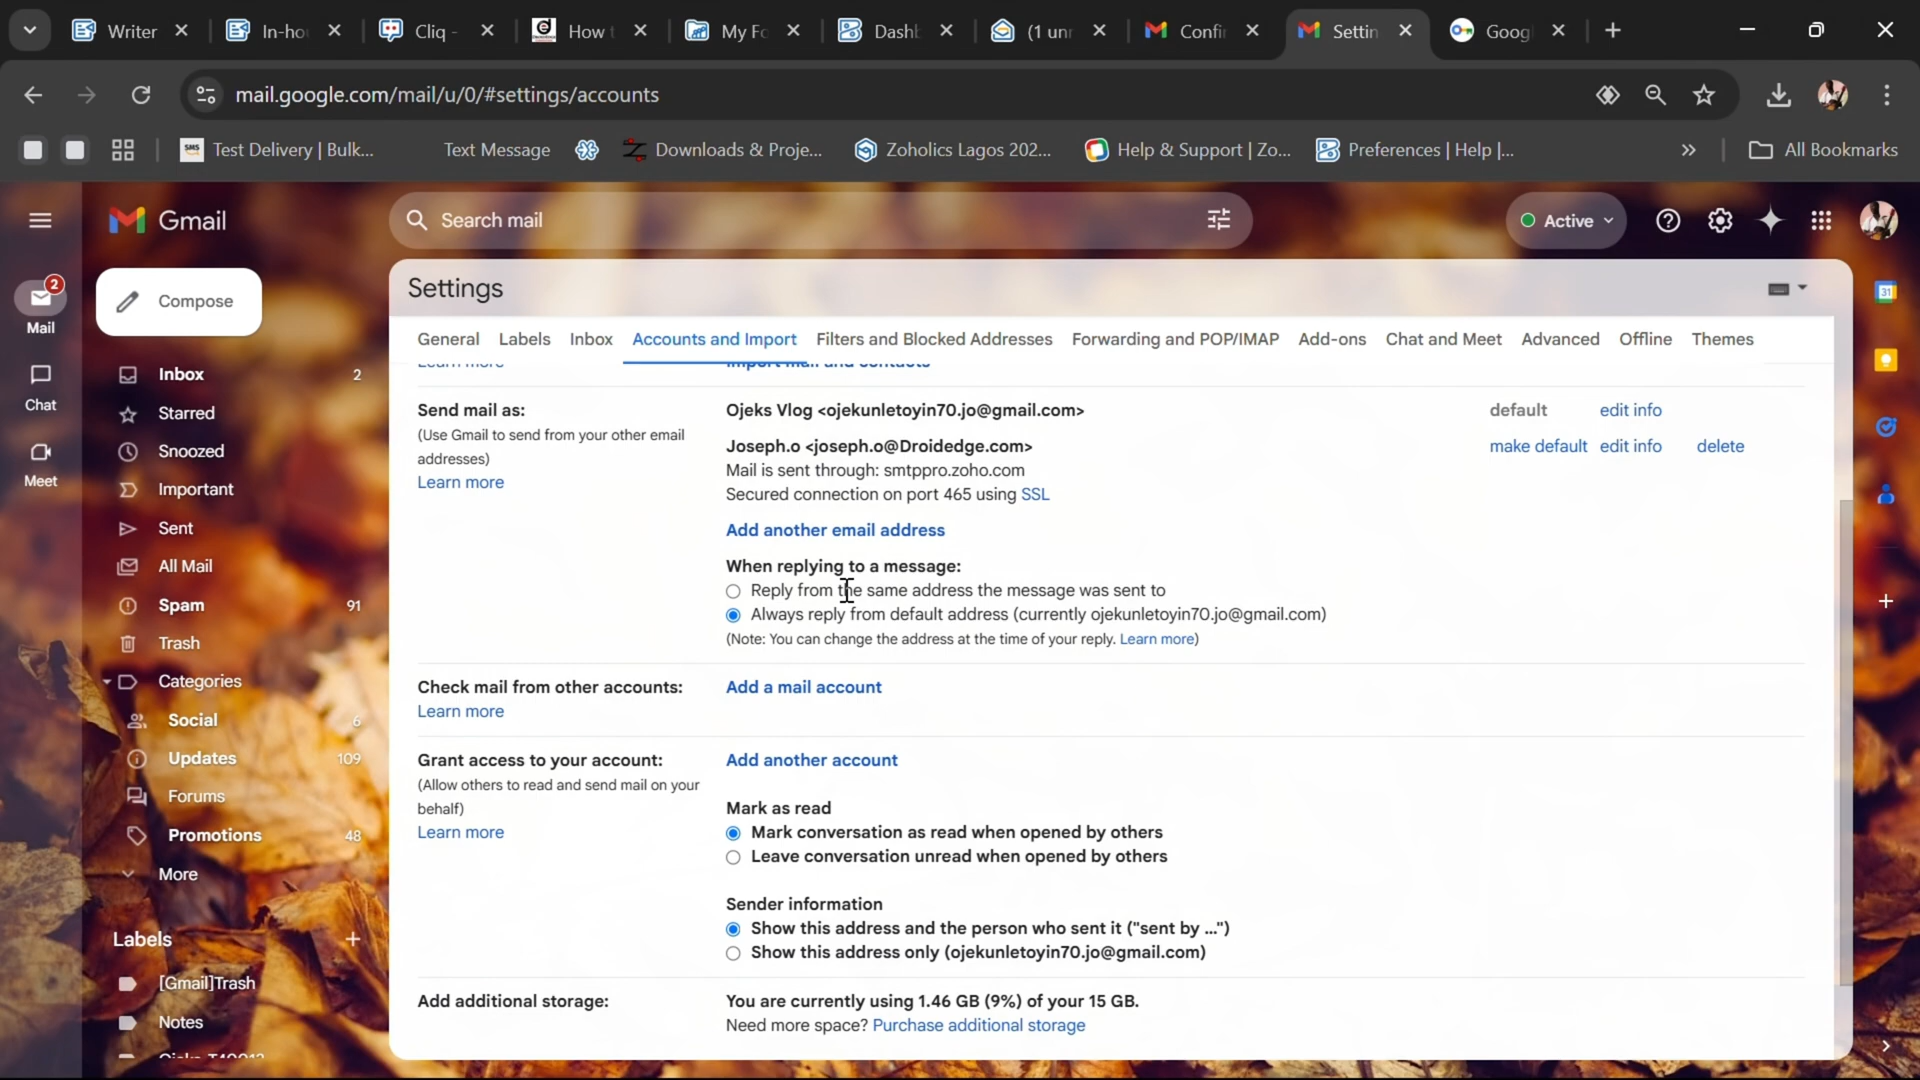 Writer
In-ho
Cliq -
How t
My Fo
Dashb
(1 unr
Confir
Settin
Goog
mail.google.com/mail/u/0/#settings/accounts
Test Delivery | Bulk...
Text Message
Downloads & Proje...
Zoholics Lagos 202...
Help & Support | Zo...
Preferences | Help |...
All Bookmarks
Gmail
Search mail
Active
2
Mail
Chat
Meet
Compose
Inbox 2
Starred
Snoozed
Important
Sent
All Mail
Spam 91
Trash
Categories
Social 6
Updates 109
Forums
Promotions 48
More
Labels
[Gmail]Trash
Notes
Settings
General Labels Inbox Accounts and Import Filters and Blocked Addresses Forwarding and POP/IMAP Add-ons Chat and Meet Advanced Offline Themes
Learn more Import mail and contacts
Send mail as:
(Use Gmail to send from your other email
addresses)
Learn more
Ojeks Vlog <ojekunletoyin70.jo@gmail.com> default edit info
Joseph.o <joseph.o@Droidedge.com> make default edit info delete
Mail is sent through: smtppro.zoho.com
Secured connection on port 465 using SSL
Add another email address
When replying to a message:
Reply from the same address the message was sent to
Always reply from default address (currently ojekunletoyin70.jo@gmail.com)
(Note: You can change the address at the time of your reply. Learn more)
Check mail from other accounts: Add a mail account
Learn more
Grant access to your account: Add another account
(Allow others to read and send mail on your
behalf)
Learn more
Mark as read
Mark conversation as read when opened by others
Leave conversation unread when opened by others
Sender information
Show this address and the person who sent it ("sent by ...")
Show this address only (ojekunletoyin70.jo@gmail.com)
Add additional storage: You are currently using 1.46 GB (9%) of your 15 GB.
Need more space? Purchase additional storage